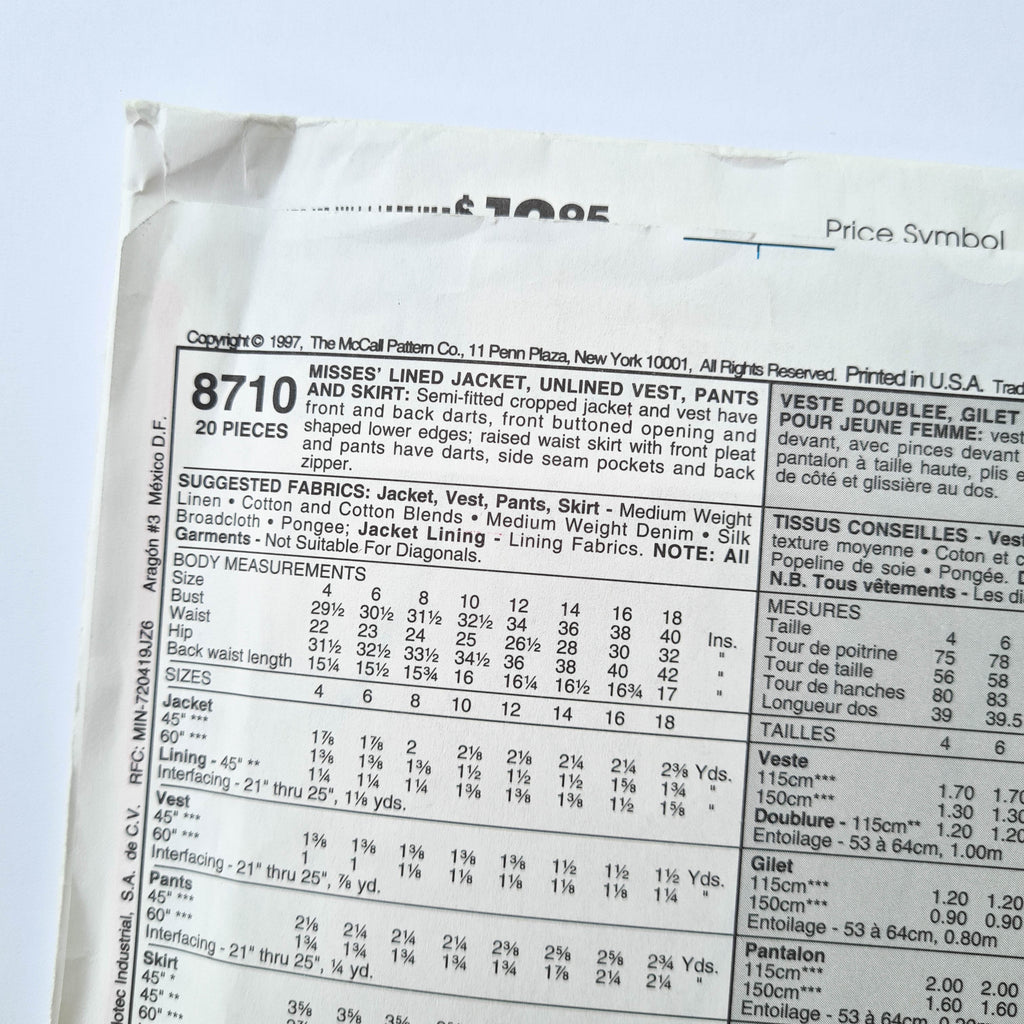 $10.95
Price Symbol
Copyright © 1997, The McCall Pattern Co., 11 Penn Plaza, New York 10001, All Rights Reserved. Printed in U.S.A.
8710
20 PIECES
MISSES' LINED JACKET, UNLINED VEST, PANTS
AND SKIRT: Semi-fitted cropped jacket and vest have
front and back darts, front buttoned opening and
shaped lower edges; raised waist skirt with front pleat
and pants have darts, side seam pockets and back
zipper.
SUGGESTED FABRICS: Jacket, Vest, Pants, Skirt - Medium Weight
Linen • Cotton and Cotton Blends • Medium Weight Denim • Silk
Broadcloth • Pongee; Jacket Lining - Lining Fabrics. NOTE: All
Garments - Not Suitable For Diagonals.
BODY MEASUREMENTS
Size 4 6 8 10 12 14 16 18
Bust 29½ 30½ 31½ 32½ 34 36 38 40 Ins.
Waist 22 23 24 25 26½ 28 30 32 "
Hip 31½ 32½ 33½ 34½ 36 38 40 42 "
Back waist length 15¼ 15½ 15¾ 16 16¼ 16½ 16¾ 17 "
SIZES 4 6 8 10 12 14 16 18
Jacket
45" *** 1⅞ 1⅞ 2 2⅛ 2⅛ 2¼ 2¼ 2⅜ Yds.
60" *** 1⅜ 1⅜ 1⅜ 1½ 1½ 1½ 1⅝ 1¾ "
Lining - 45" ** 1¼ 1¼ 1¼ 1⅜ 1⅜ 1⅜ 1½ 1⅝ "
Interfacing - 21" thru 25", 1⅛ yds.
Vest
45" *** 1⅜ 1⅜ 1⅜ 1⅜ 1⅜ 1½ 1½ 1½ Yds.
60" *** 1 1 1⅛ 1⅛ 1⅛ 1⅛ 1⅛ 1¼ "
Interfacing - 21" thru 25", ⅞ yd.
Pants
45" *** 2⅛ 2¼ 2¼ 2¼ 2⅜ 2⅝ 2⅝ 2¾ Yds.
60" *** 1¾ 1¾ 1¾ 1¾ 1¾ 1⅞ 2¼ 2¼ "
Interfacing - 21" thru 25", ¼ yd.
Skirt
45" * 3⅝ 3⅝
45" **
60" ***
VESTE DOUBLEE, GILET
POUR JEUNE FEMME:
devant, avec pinces devant
pantalon à taille haute, plis
de côté et glissière au dos.
TISSUS CONSEILLES -
texture moyenne • Coton et
Popeline de soie • Pongée.
N.B. Tous vêtements - Les
MESURES
Taille 4 6
Tour de poitrine 75 78
Tour de taille 56 58
Tour de hanches 80 83
Longueur dos 39 39.5
TAILLES 4 6
Veste
115cm*** 1.70 1.70
150cm*** 1.30 1.30
Doublure - 115cm** 1.20 1.20
Entoilage - 53 à 64cm, 1.00m
Gilet
115cm*** 1.20 1.20
150cm*** 0.90 0.90
Entoilage - 53 à 64cm, 0.80m
Pantalon
115cm*** 2.00 2.00
150cm*** 1.60 1.60
Entoilage - 53 à 64cm,
Industrial, S.A. de C.V. RFC: MIN-720419JZ6 Aragón #3 México D.F.